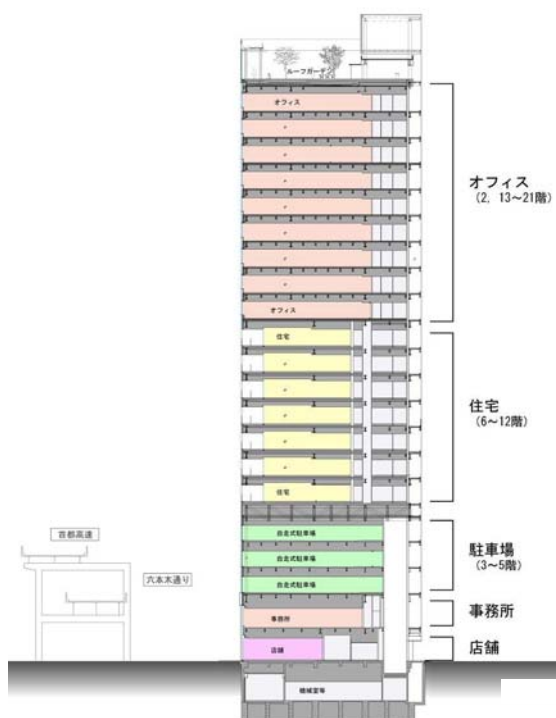 ルーフガーデン
オフィス
〃
〃
〃
〃
〃
〃
〃
オフィス
オフィス
(2, 13~21階)
住宅
〃
〃
〃
〃
〃
住宅
住宅
(6~12階)
首都高速
六本木通り
自走式駐車場
自走式駐車場
自走式駐車場
駐車場
(3~5階)
事務所
事務所
店舗
店舗
機械室等